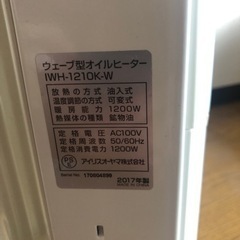 ウェーブ型オイルヒーター
IWH-1210K-W
放熱の方式 油入式
温度調節の方式 可変式
暖房能力 1200W
熱媒体の種類 鉱物油
定格電圧 AC100V
定格周波数 50/60Hz
定格消費電力 1200W
PSE
アイリスオーヤマ株式会社
2017年製
MADE IN CHINA